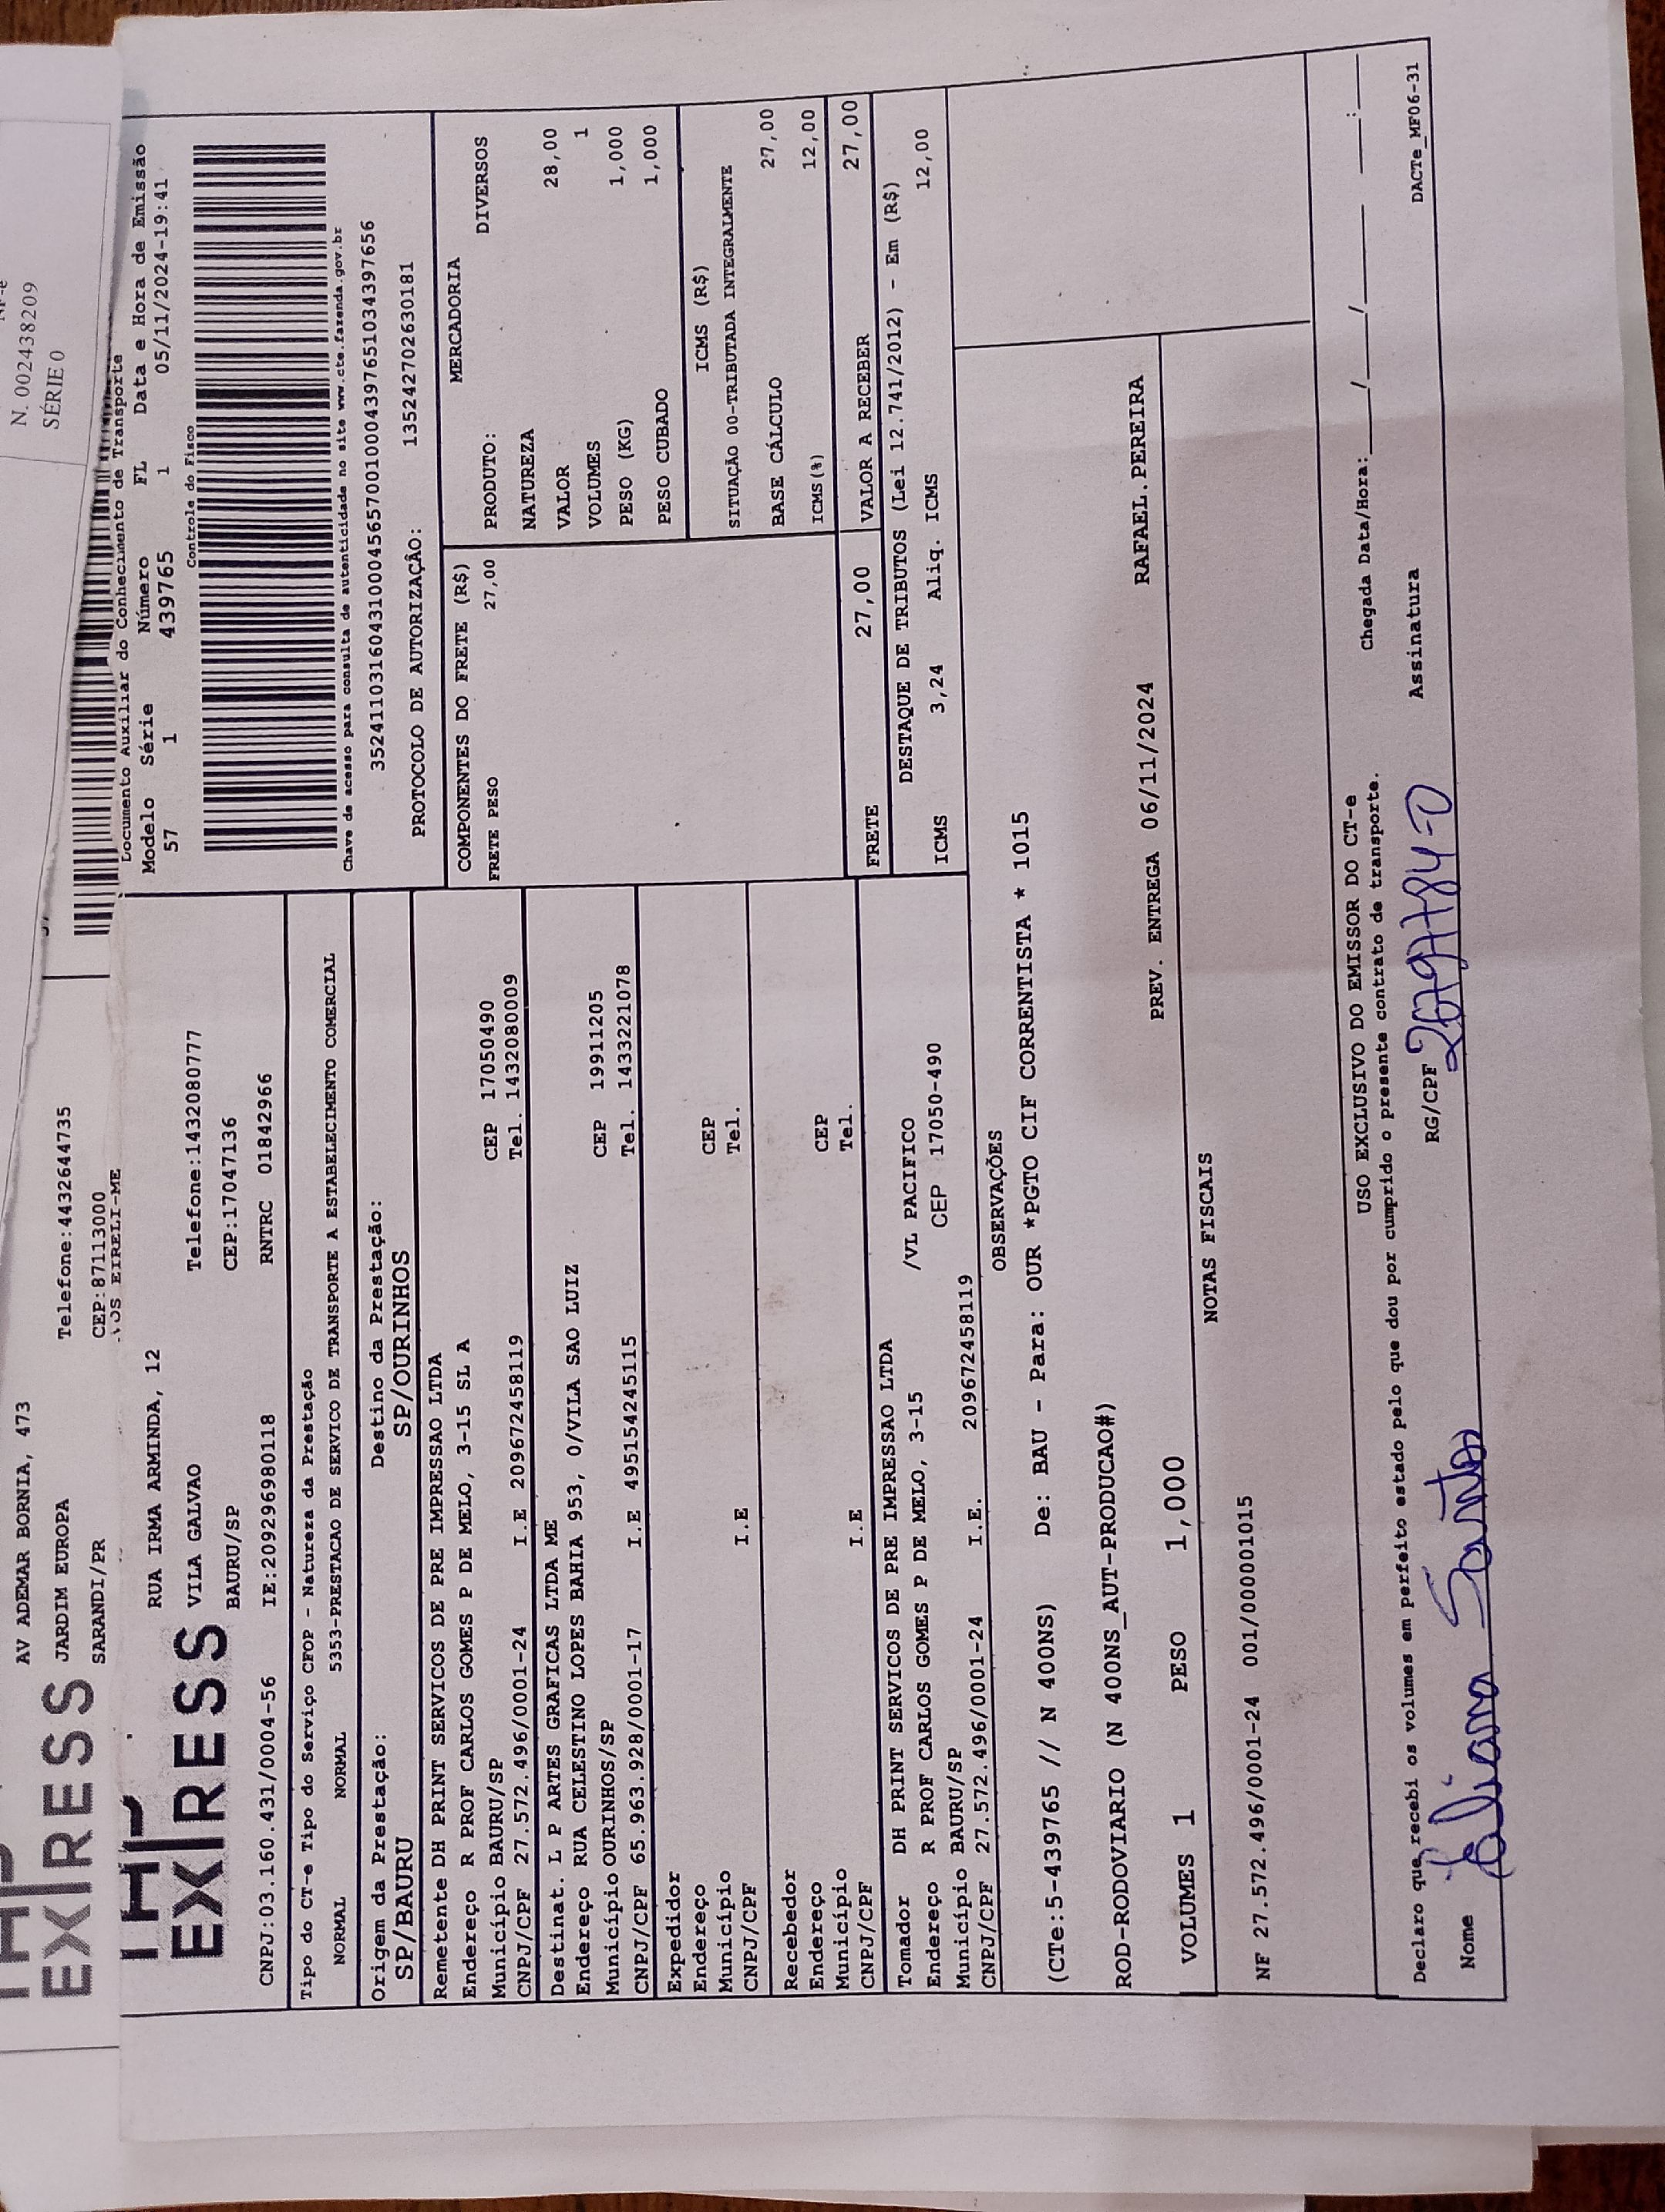 NF-e
N. 002438209
SÉRIE 0
AV ADEMAR BORNIA, 473
JARDIM EUROPA Telefone:4432644735
SARANDI/PR CEP:87113000
EXPRESS
EIRELI-ME
EXPRESS
RUA IRMA ARMINDA, 12
VILA GALVAO Telefone:1432080777
BAURU/SP CEP:17047136
CNPJ:03.160.431/0004-56 IE:209296980118 RNTRC 01842966
Documento Auxiliar do Conhecimento de Transporte
Modelo Série Número FL Data e Hora de Emissão
57 1 439765 1 05/11/2024-19:41
Controle do Fisco
Chave de acesso para consulta de autenticidade no site www.cte.fazenda.gov.br
35241103160431000456570010004397651034397656
PROTOCOLO DE AUTORIZAÇÃO: 135242702630181
Tipo do CT-e Tipo do Serviço CFOP - Natureza da Prestação
NORMAL NORMAL 5353-PRESTACAO DE SERVICO DE TRANSPORTE A ESTABELECIMENTO COMERCIAL
Origem da Prestação: Destino da Prestação:
SP/BAURU SP/OURINHOS
Remetente DH PRINT SERVICOS DE PRE IMPRESSAO LTDA
Endereço R PROF CARLOS GOMES P DE MELO, 3-15 SL A
Município BAURU/SP CEP 17050490
CNPJ/CPF 27.572.496/0001-24 I.E 209672458119 Tel. 1432080009
Destinat. L P ARTES GRAFICAS LTDA ME
Endereço RUA CELESTINO LOPES BAHIA 953, 0/VILA SAO LUIZ
Município OURINHOS/SP CEP 19911205
CNPJ/CPF 65.963.928/0001-17 I.E 495154245115 Tel. 1433221078
Expedidor
Endereço
Município CEP
CNPJ/CPF I.E Tel.
Recebedor
Endereço
Município CEP
CNPJ/CPF I.E Tel.
Tomador DH PRINT SERVICOS DE PRE IMPRESSAO LTDA
Endereço R PROF CARLOS GOMES P DE MELO, 3-15 /VL PACIFICO
Município BAURU/SP CEP 17050-490
CNPJ/CPF 27.572.496/0001-24 I.E. 209672458119
COMPONENTES DO FRETE (R$)
FRETE PESO 27,00
MERCADORIA
PRODUTO: DIVERSOS
NATUREZA
VALOR 28,00
VOLUMES 1
PESO (KG) 1,000
PESO CUBADO 1,000
ICMS (R$)
SITUAÇÃO 00-TRIBUTADA INTEGRALMENTE
BASE CÁLCULO 27,00
ICMS(%) 12,00
FRETE 27,00 VALOR A RECEBER 27,00
DESTAQUE DE TRIBUTOS (Lei 12.741/2012) - Em (R$)
ICMS 3,24 Aliq. ICMS 12,00
OBSERVAÇÕES
(CTe:5-439765 // N 400NS) De: BAU - Para: OUR *PGTO CIF CORRENTISTA * 1015
ROD-RODOVIARIO (N 400NS_AUT-PRODUCAO#)
PREV. ENTREGA 06/11/2024 RAFAEL.PEREIRA
VOLUMES 1 PESO 1,000
NOTAS FISCAIS
NF 27.572.496/0001-24 001/000001015
USO EXCLUSIVO DO EMISSOR DO CT-e
Declaro que recebi os volumes em perfeito estado pelo que dou por cumprido o presente contrato de transporte.
Chegada Data/Hora:____/____/____ ___:___
Nome Santos RG/CPF Assinatura
DACTe_MF06-31